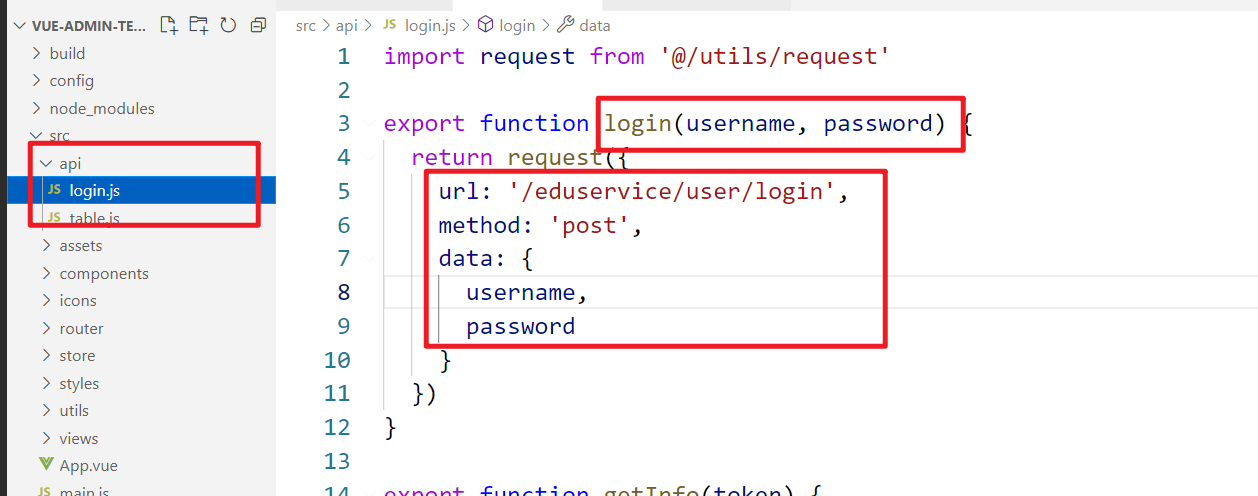 VUE-ADMIN-TE...
build
config
node_modules
src
api
JS login.js
JS table.js
assets
components
icons
router
store
styles
utils
views
App.vue
JS main.js
src > api > JS login.js > login > data
1 import request from '@/utils/request'
2
3 export function login(username, password) {
4 return request({
5 url: '/eduservice/user/login',
6 method: 'post',
7 data: {
8 username,
9 password
10 }
11 })
12 }
13
14 export function getInfo(token) {